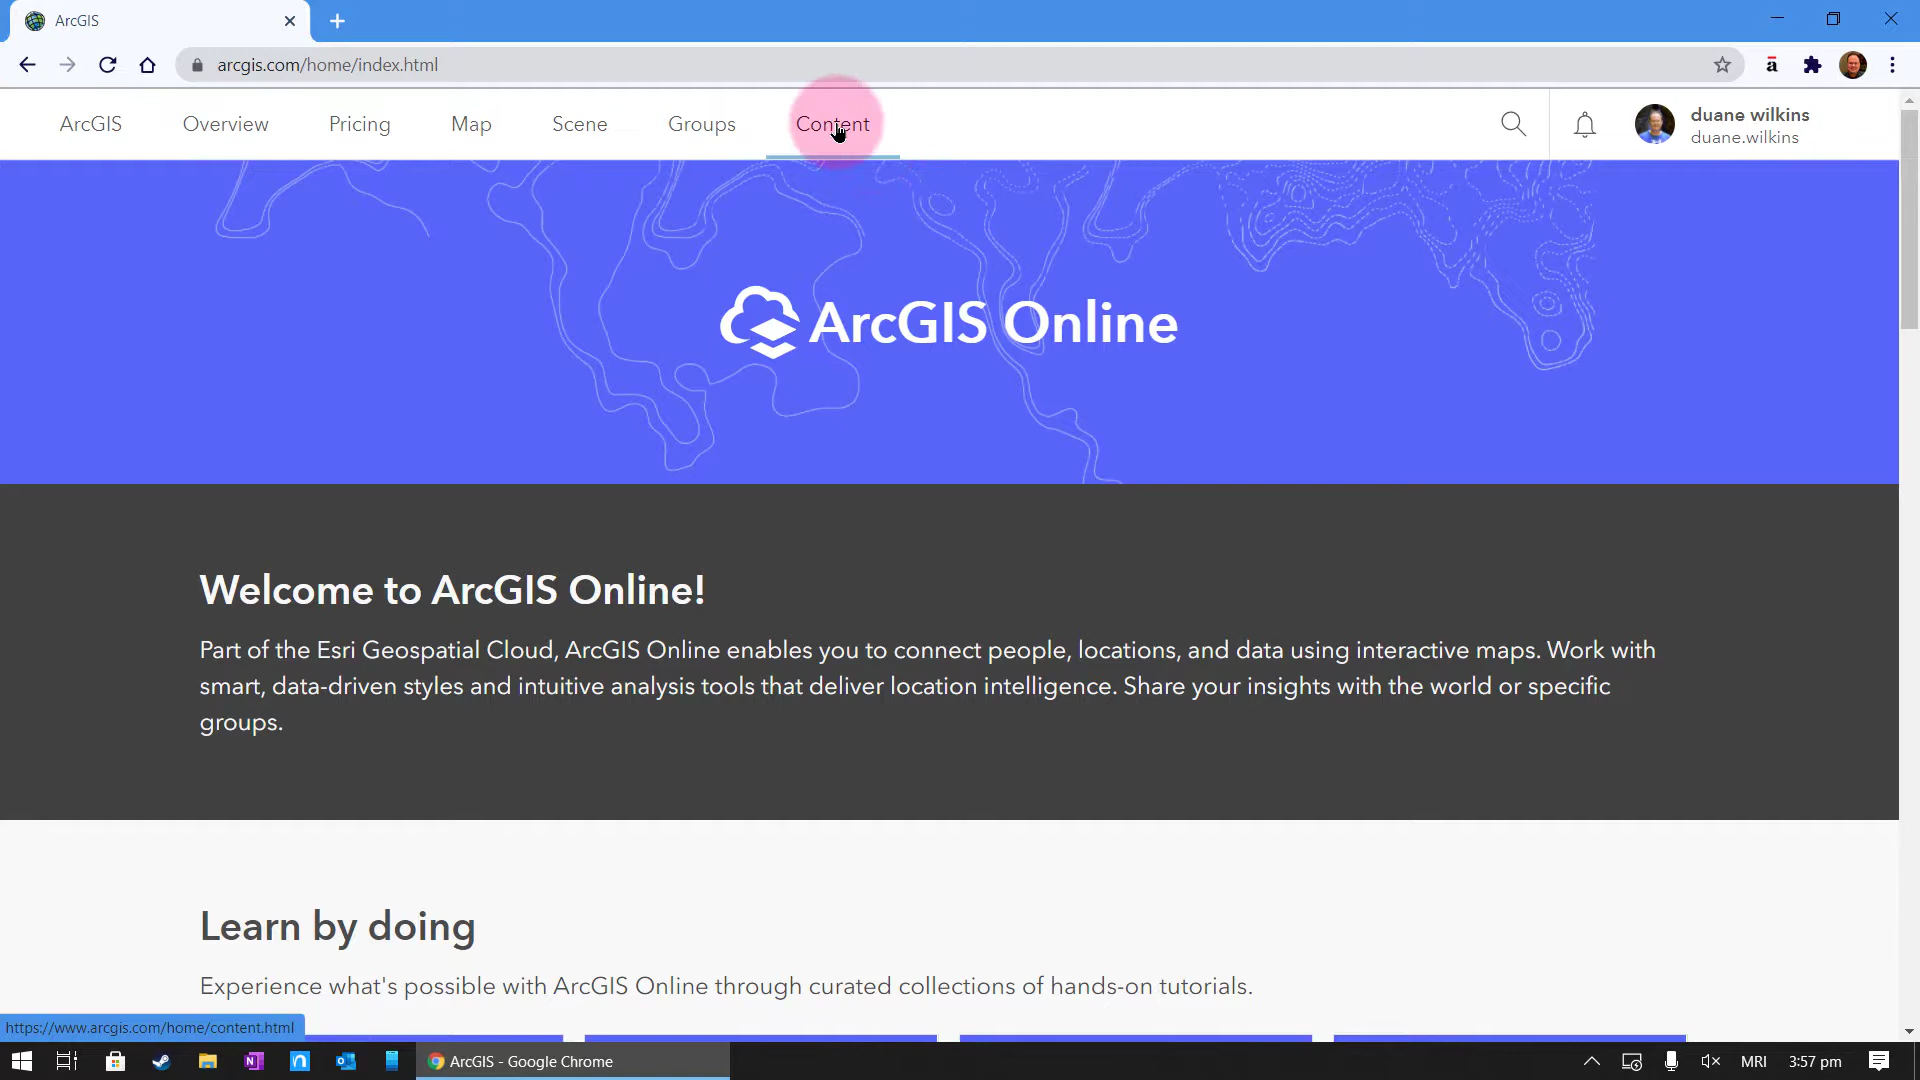 ArcGIS
arcgis.com/home/index.html
ArcGIS Overview Pricing Map Scene Groups Content
duane wilkins
duane.wilkins
ArcGIS Online
Welcome to ArcGIS Online!
Part of the Esri Geospatial Cloud, ArcGIS Online enables you to connect people, locations, and data using interactive maps. Work with
smart, data-driven styles and intuitive analysis tools that deliver location intelligence. Share your insights with the world or specific
groups.
Learn by doing
Experience what's possible with ArcGIS Online through curated collections of hands-on tutorials.
https://www.arcgis.com/home/content.html
ArcGIS - Google Chrome
MRI 3:57 pm